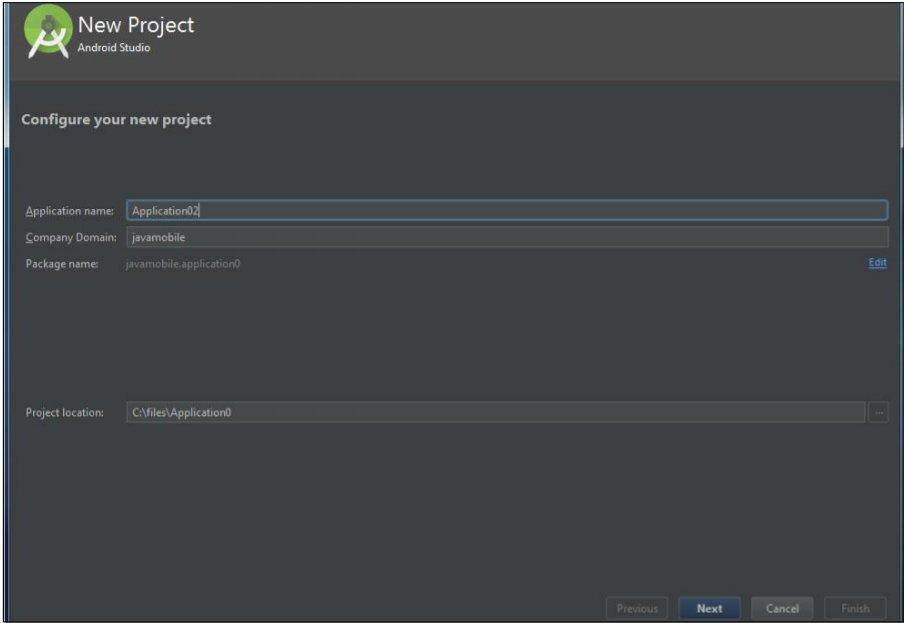 New Project
Android Studio
Configure your new project
Application name: Application02
Company Domain: javamobile
Package name: javamobile.application0 Edit
Project location: C:\files\Application0 ...
Previous Next Cancel Finish